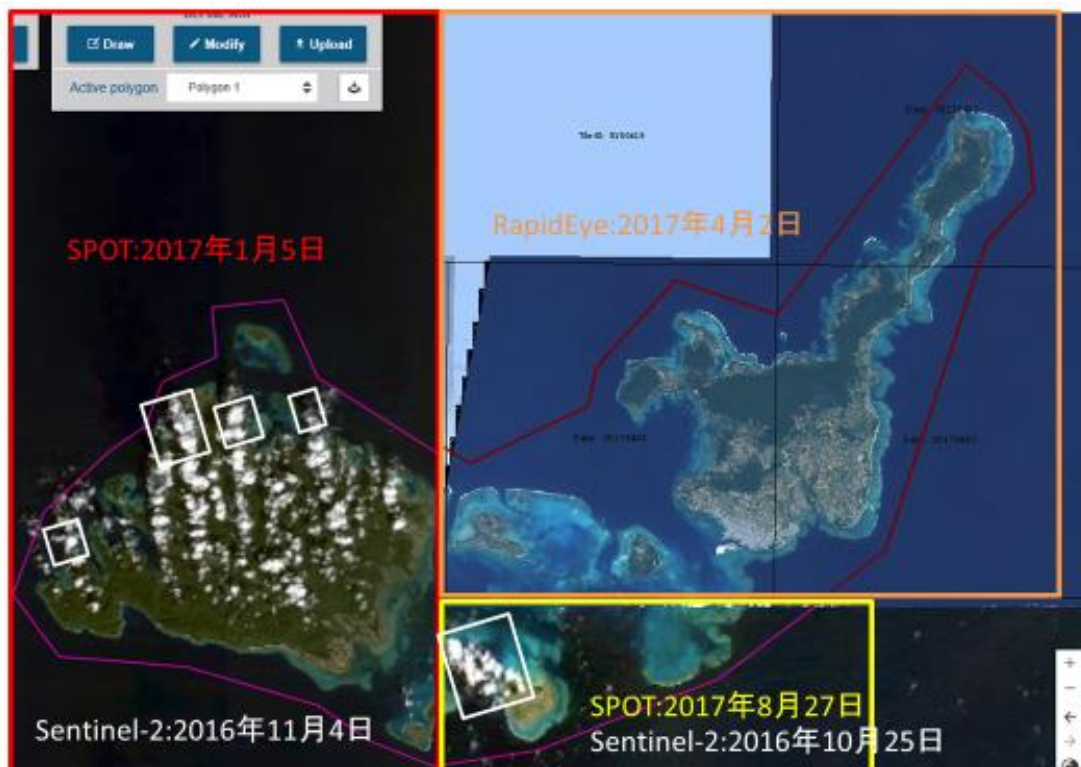 Draw
Modify
Upload
Active polygon
Polygon 1
SPOT:2017年1月5日
RapidEye:2017年4月2日
SPOT:2017年8月27日
Sentinel-2:2016年11月4日
Sentinel-2:2016年10月25日